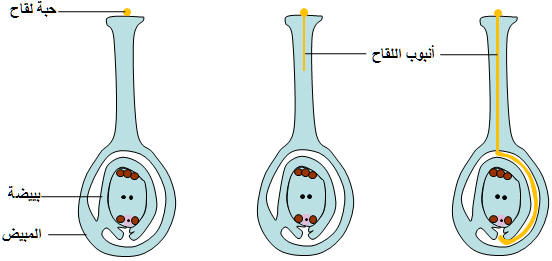 حبة لقاح
أنبوب اللقاح
بييضة
المبيض